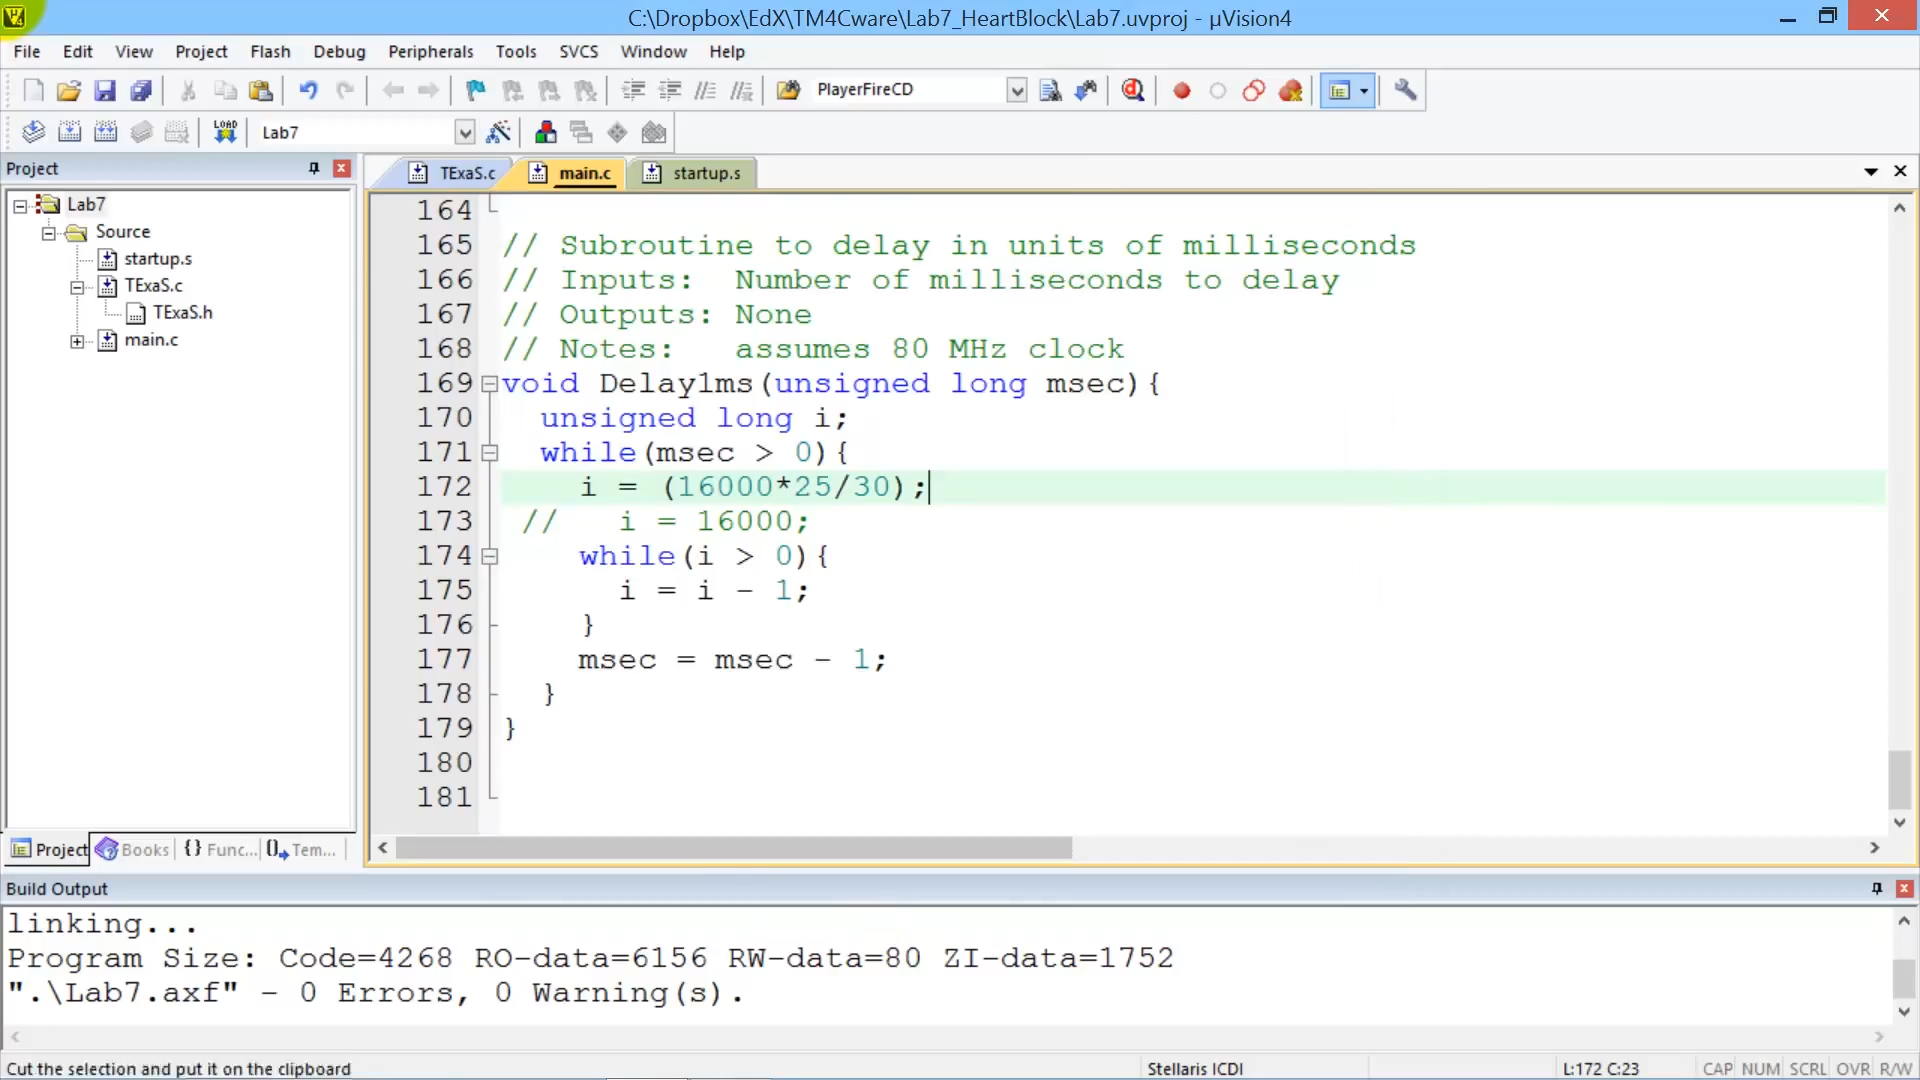 C:\Dropbox\EdX\TM4Cware\Lab7_HeartBlock\Lab7.uvproj - µVision4
File Edit View Project Flash Debug Peripherals Tools SVCS Window Help
PlayerFireCD
LOAD Lab7
Project
TExaS.c main.c startup.s
Lab7
Source
startup.s
TExaS.c
TExaS.h
main.c
164
165 // Subroutine to delay in units of milliseconds
166 // Inputs: Number of milliseconds to delay
167 // Outputs: None
168 // Notes: assumes 80 MHz clock
169 void Delay1ms(unsigned long msec){
170 unsigned long i;
171 while(msec > 0){
172 i = (16000*25/30);
173 // i = 16000;
174 while(i > 0){
175 i = i - 1;
176 }
177 msec = msec - 1;
178 }
179 }
180
181
Project Books {} Func... Tem...
Build Output
linking...
Program Size: Code=4268 RO-data=6156 RW-data=80 ZI-data=1752
".\Lab7.axf" - 0 Errors, 0 Warning(s).
Cut the selection and put it on the clipboard Stellaris ICDI L:172 C:23 CAP NUM SCRL OVR R/W